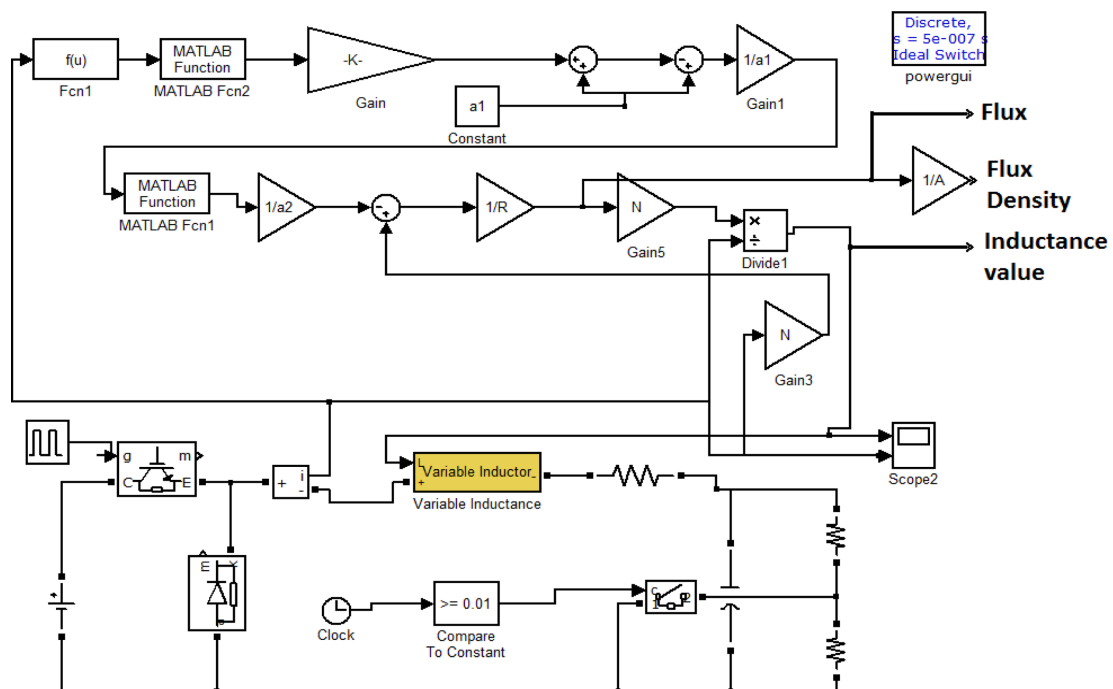 Discrete,
s = 5e-007 s
Ideal Switch
powergui
f(u)
Fcn1
MATLAB
Function
MATLAB Fcn2
-K-
Gain
+
+
-
+
1/a1
Gain1
a1
Constant
Flux
MATLAB
Function
MATLAB Fcn1
1/a2
-
+
1/R
N
Gain5
×
÷
Divide1
1/A
Flux
Density
Inductance
value
N
Gain3
g
m
C
E
+
i
-
L
+
Variable Inductor
-
Variable Inductance
Scope2
m
k
a
+
Clock
>= 0.01
Compare
To Constant
c
1
2